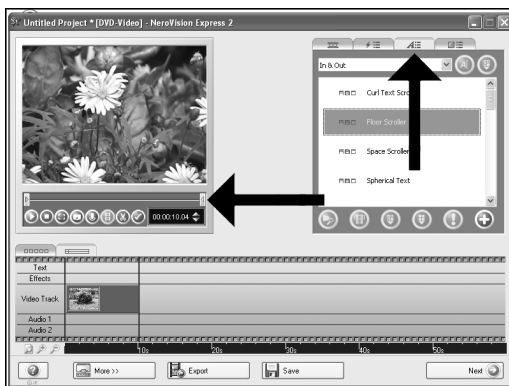 Untitled Project * [DVD-Video] - NeroVision Express 2
In & Out
Curl Text Scro
Floor Scroller
Space Scroller
Spherical Text
00:00:10.04
Text
Effects
Video Track
Audio 1
Audio 2
10s 20s 30s 40s 50s
More >> Export Save Next